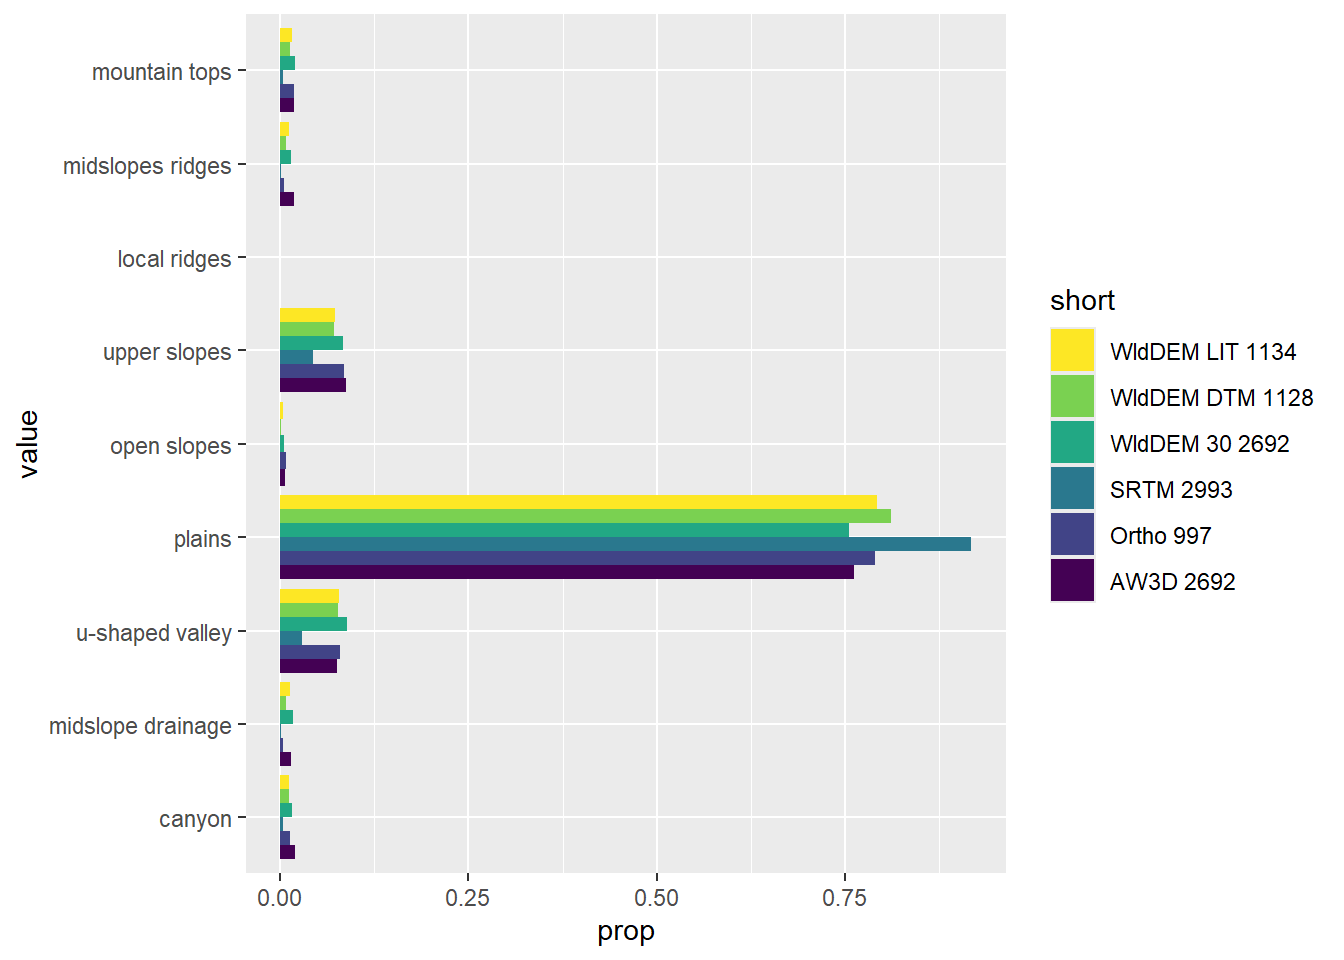 mountain tops
midslopes ridges
local ridges
upper slopes
open slopes
plains
u-shaped valley
midslope drainage
canyon
value
0.00 0.25 0.50 0.75
prop
short
WldDEM LIT 1134
WldDEM DTM 1128
WldDEM 30 2692
SRTM 2993
Ortho 997
AW3D 2692